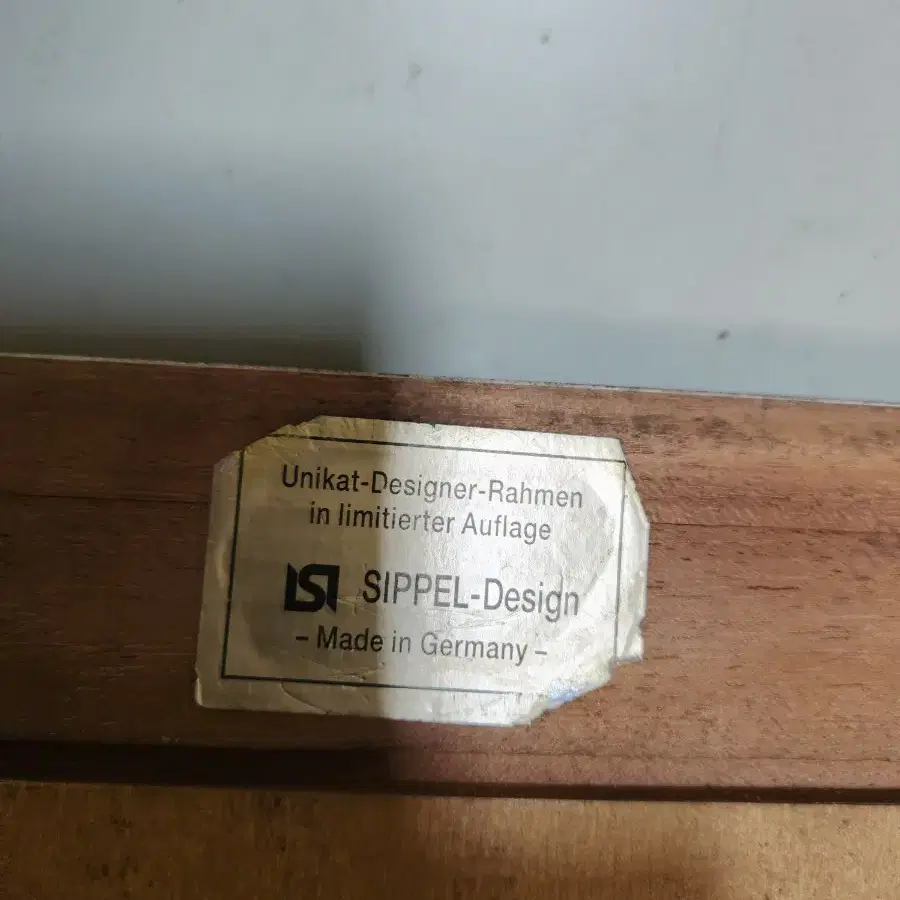 Unikat-Designer-Rahmen
in limitierter Auflage
SIPPEL-Design
– Made in Germany –